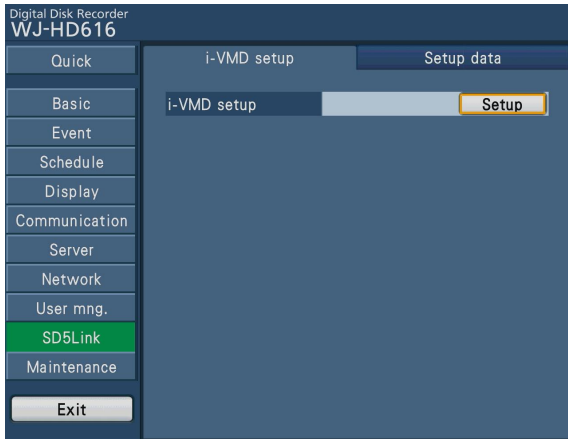 Digital Disk Recorder
WJ-HD616
Quick
Basic
Event
Schedule
Display
Communication
Server
Network
User mng.
SD5Link
Maintenance
Exit
i-VMD setup
Setup data
i-VMD setup
Setup